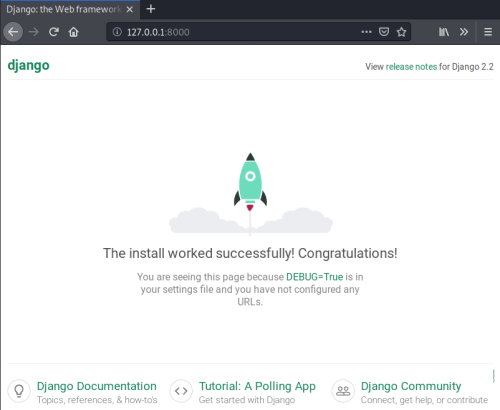 Django: the Web framework
127.0.0.1:8000
django
View release notes for Django 2.2
The install worked successfully! Congratulations!
You are seeing this page because DEBUG=True is in
your settings file and you have not configured any
URLs.
Django Documentation
Topics, references, & how-to's
Tutorial: A Polling App
Get started with Django
Django Community
Connect, get help, or contribute